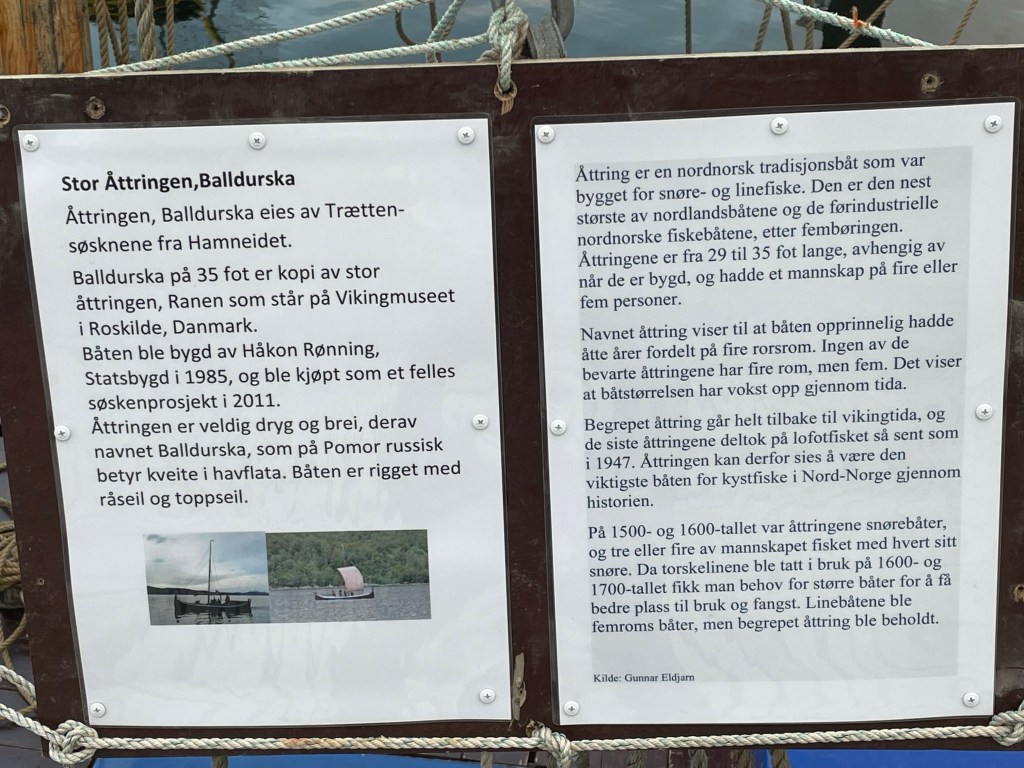 Stor Åttringen,Balldurska
Åttringen, Balldurska eies av Trætten-
søsknene fra Hamneidet.
Balldurska på 35 fot er kopi av stor
åttringen, Ranen som står på Vikingmuseet
i Roskilde, Danmark.
Båten ble bygd av Håkon Rønning,
Statsbygd i 1985, og ble kjøpt som et felles
søskenprosjekt i 2011.
Åttringen er veldig dryg og brei, derav
navnet Balldurska, som på Pomor russisk
betyr kveite i havflata. Båten er rigget med
råseil og toppseil.
Åttring er en nordnorsk tradisjonsbåt som var
bygget for snøre- og linefiske. Den er den nest
største av nordlandsbåtene og de førindustrielle
nordnorske fiskebåtene, etter fembøringen.
Åttringene er fra 29 til 35 fot lange, avhengig av
når de er bygd, og hadde et mannskap på fire eller
fem personer.
Navnet åttring viser til at båten opprinnelig hadde
åtte årer fordelt på fire rorsrom. Ingen av de
bevarte åttringene har fire rom, men fem. Det viser
at båtstørrelsen har vokst opp gjennom tida.
Begrepet åttring går helt tilbake til vikingtida, og
de siste åttringene deltok på lofotfisket så sent som
i 1947. Åttringen kan derfor sies å være den
viktigste båten for kystfiske i Nord-Norge gjennom
historien.
På 1500- og 1600-tallet var åttringene snørebåter,
og tre eller fire av mannskapet fisket med hvert sitt
snøre. Da torskelinene ble tatt i bruk på 1600- og
1700-tallet fikk man behov for større båter for å få
bedre plass til bruk og fangst. Linebåtene ble
femroms båter, men begrepet åttring ble beholdt.
Kilde: Gunnar Eldjarn